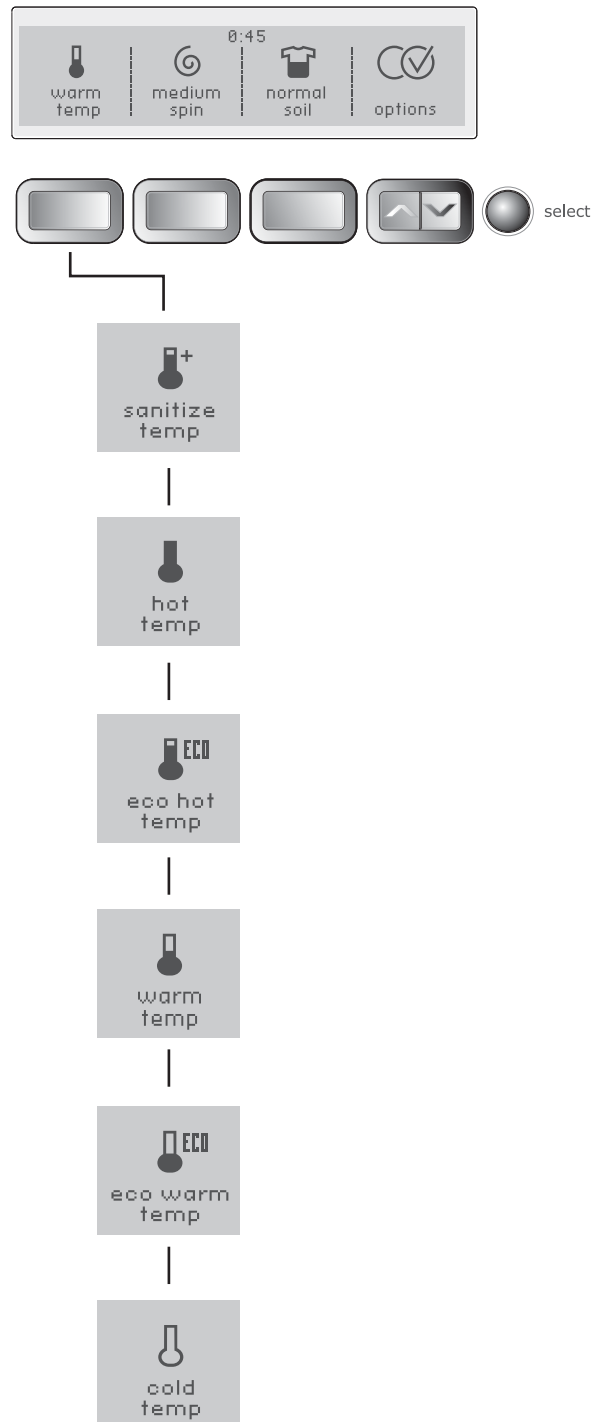 0:45
warm
temp
medium
spin
normal
soil
options
select
+
sanitize
temp
hot
temp
ECO
eco hot
temp
warm
temp
ECO
eco warm
temp
cold
temp